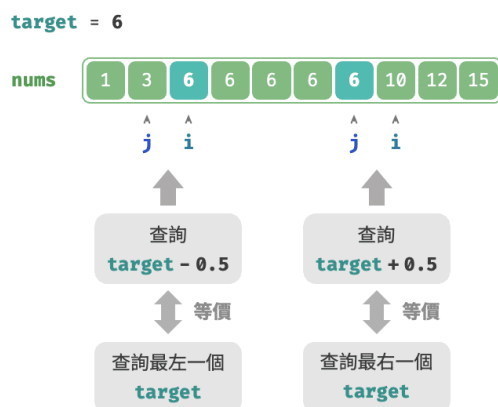 target = 6
nums 1 3 6 6 6 6 6 10 12 15
j i j i
查詢 查詢
target - 0.5 target + 0.5
等價 等價
查詢最左一個 查詢最右一個
target target